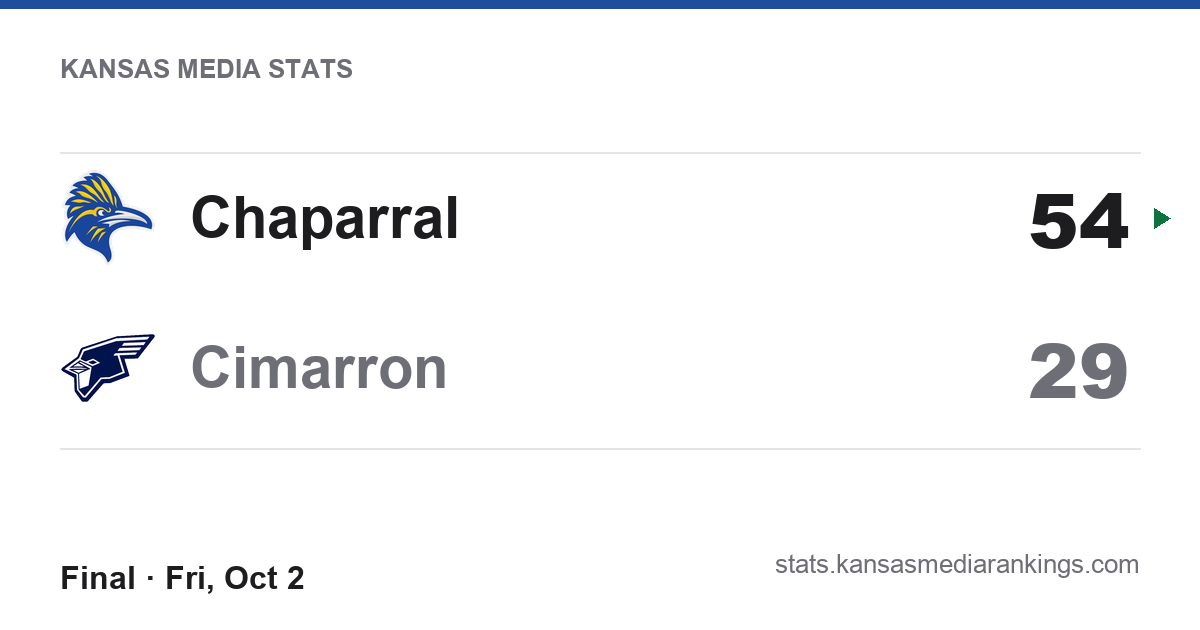 KANSAS MEDIA STATS
Chaparral 54
Cimarron 29
Final · Fri, Oct 2
stats.kansasmediarankings.com